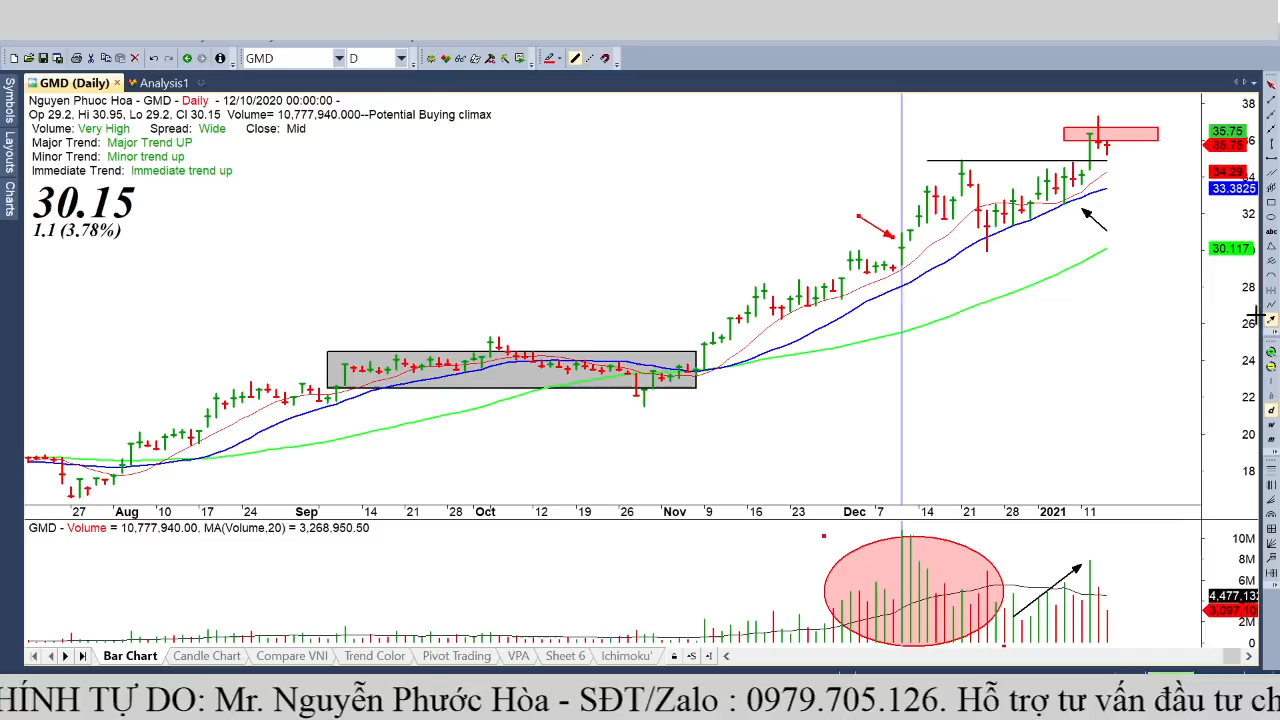 GMD D
Symbols
Layouts
Charts
GMD (Daily) × Analysis1
Nguyen Phuoc Hoa - GMD - Daily - 12/10/2020 00:00:00 -
Op 29.2, Hi 30.95, Lo 29.2, Cl 30.15 Volume= 10,777,940.000--Potential Buying climax
Volume: Very High Spread: Wide Close: Mid
Major Trend: Major Trend UP
Minor Trend: Minor trend up
Immediate Trend: Immediate trend up
30.15
1.1 (3.78%)
38
35.75
35.75
34.29
33.3825
32
30.117
28
26
24
22
20
18
27 Aug 10 17 24 Sep 14 21 28 Oct 12 19 26 Nov 9 16 23 Dec 7 14 21 28 2021 11
GMD - Volume = 10,777,940.00, MA(Volume,20) = 3,268,950.50
10M
8M
6M
4,477,132
3,097,10
2M
0
Bar Chart Candle Chart Compare VNI Trend Color Pivot Trading VPA Sheet 6 Ichimoku'
HÍNH TỰ DO: Mr. Nguyễn Phước Hòa - SĐT/Zalo : 0979.705.126. Hỗ trợ tư vấn đầu tư ch